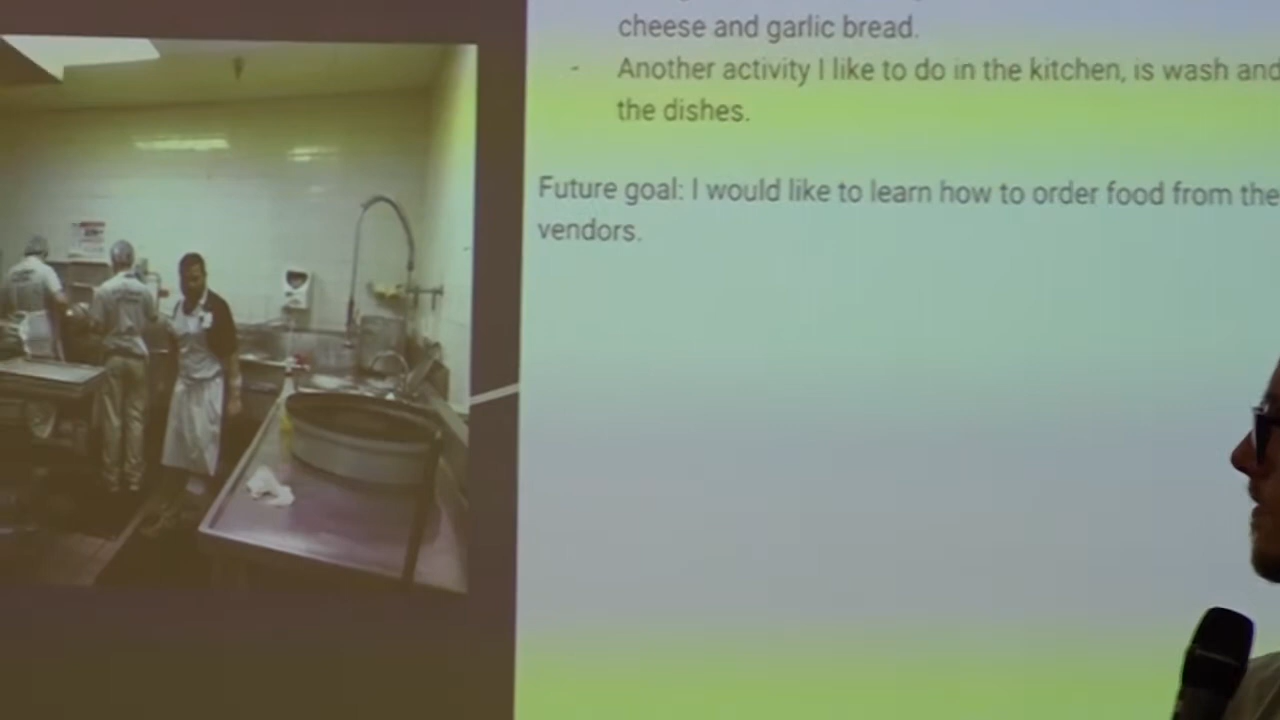 cheese and garlic bread.
- Another activity I like to do in the kitchen, is wash and
the dishes.
Future goal: I would like to learn how to order food from the
vendors.